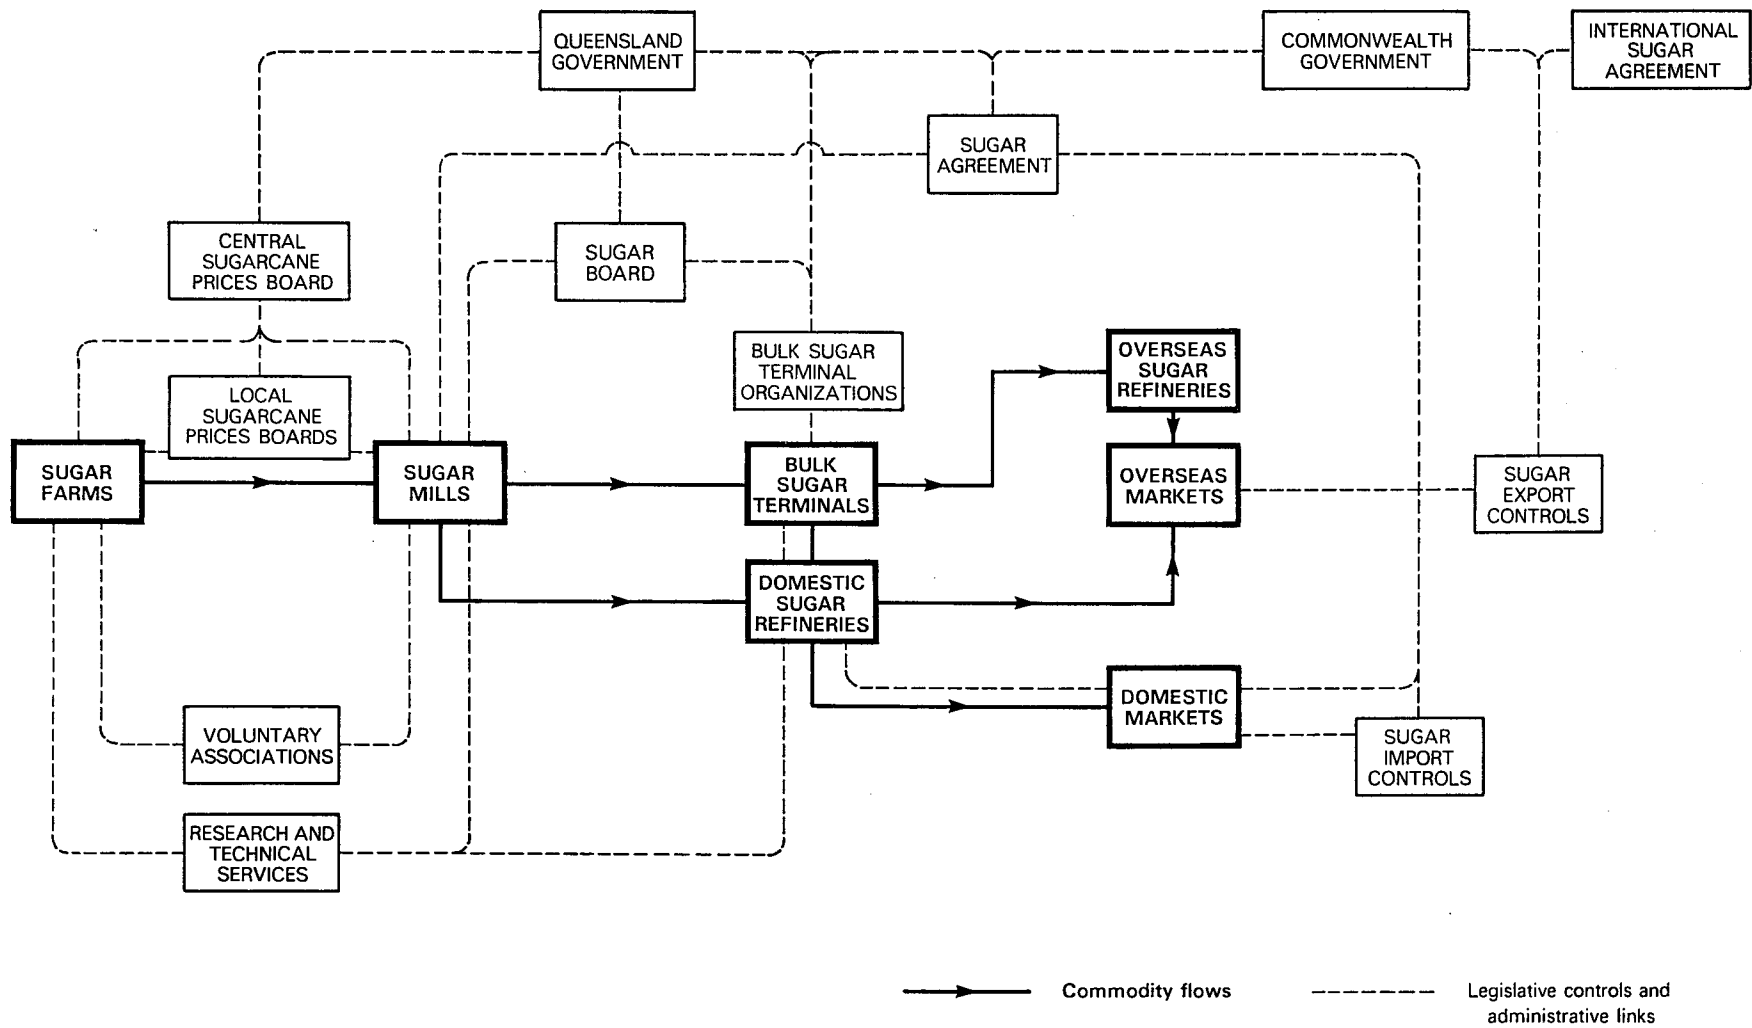 QUEENSLAND
GOVERNMENT
COMMONWEALTH
GOVERNMENT
INTERNATIONAL
SUGAR
AGREEMENT
SUGAR
AGREEMENT
CENTRAL
SUGARCANE
PRICES BOARD
SUGAR
BOARD
BULK SUGAR
TERMINAL
ORGANIZATIONS
OVERSEAS
SUGAR
REFINERIES
LOCAL
SUGARCANE
PRICES BOARDS
SUGAR
FARMS
SUGAR
MILLS
BULK
SUGAR
TERMINALS
OVERSEAS
MARKETS
SUGAR
EXPORT
CONTROLS
DOMESTIC
SUGAR
REFINERIES
DOMESTIC
MARKETS
VOLUNTARY
ASSOCIATIONS
SUGAR
IMPORT
CONTROLS
RESEARCH AND
TECHNICAL
SERVICES
Commodity flows
Legislative controls and
administrative links